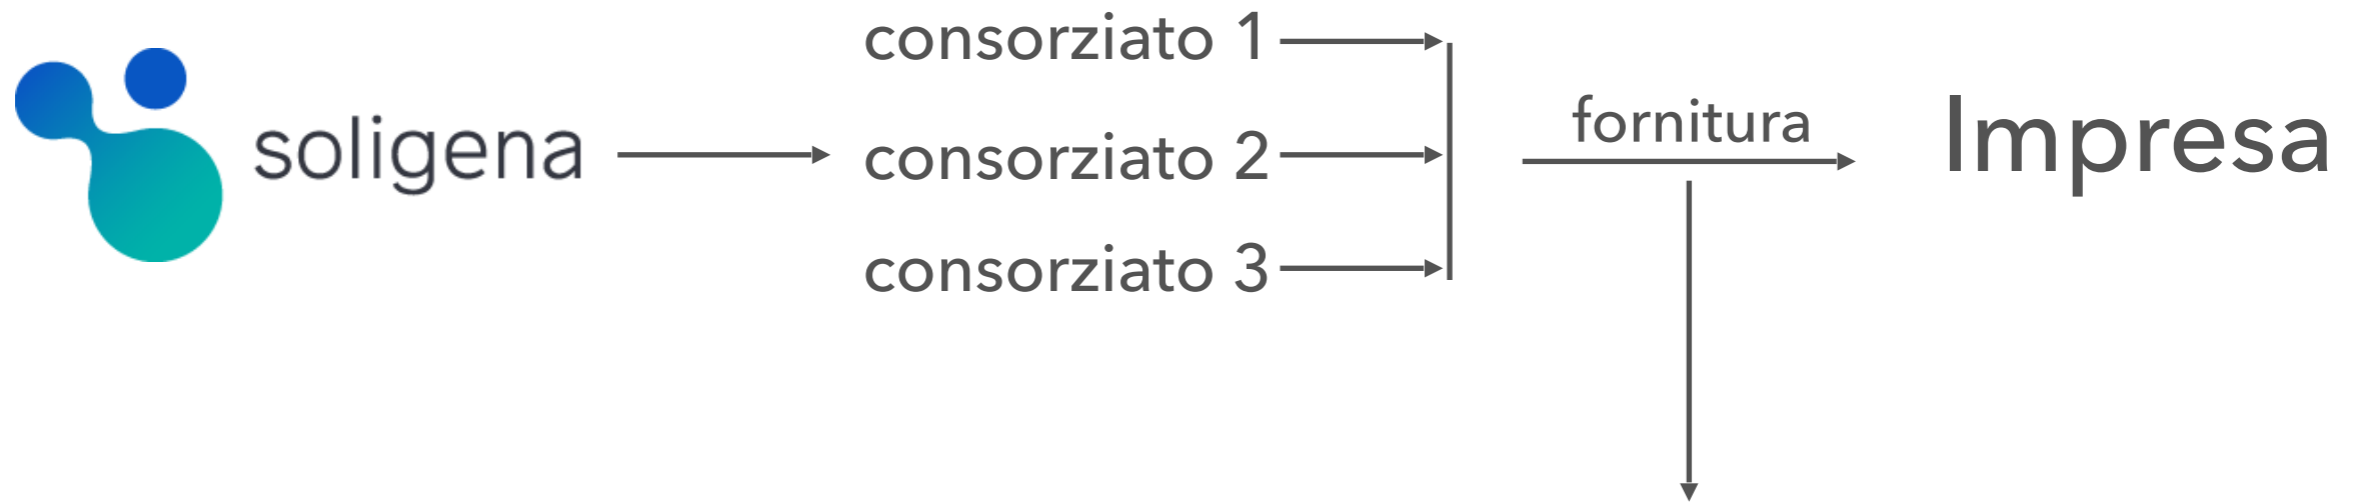 soligena
consorziato 1
consorziato 2
consorziato 3
fornitura
Impresa